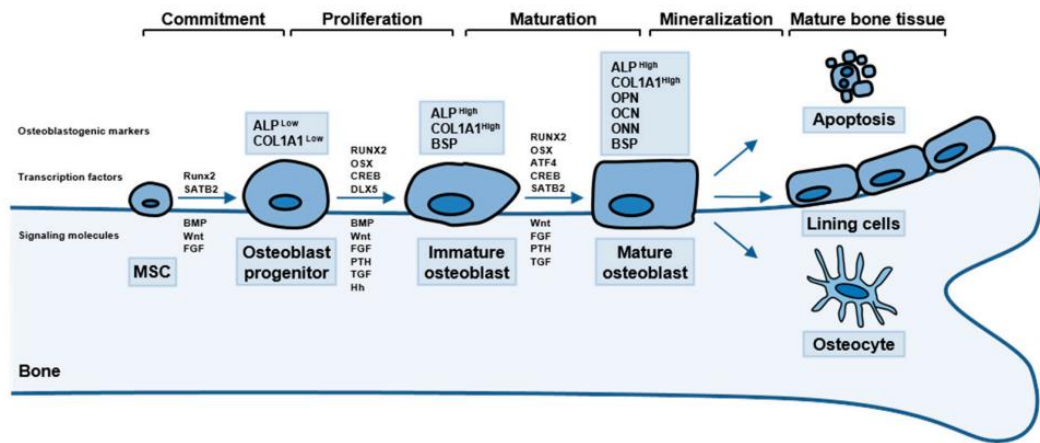 Commitment
Proliferation
Maturation
Mineralization
Mature bone tissue
Osteoblastogenic markers
ALP Low
COL1A1 Low
ALP High
COL1A1 High
BSP
ALP High
COL1A1 High
OPN
OCN
ONN
BSP
Apoptosis
Transcription factors
Runx2
SATB2
RUNX2
OSX
CREB
DLX5
RUNX2
OSX
ATF4
CREB
SATB2
Signaling molecules
BMP
Wnt
FGF
BMP
Wnt
FGF
PTH
TGF
Hh
Wnt
FGF
PTH
TGF
MSC
Osteoblast
progenitor
Immature
osteoblast
Mature
osteoblast
Lining cells
Osteocyte
Bone